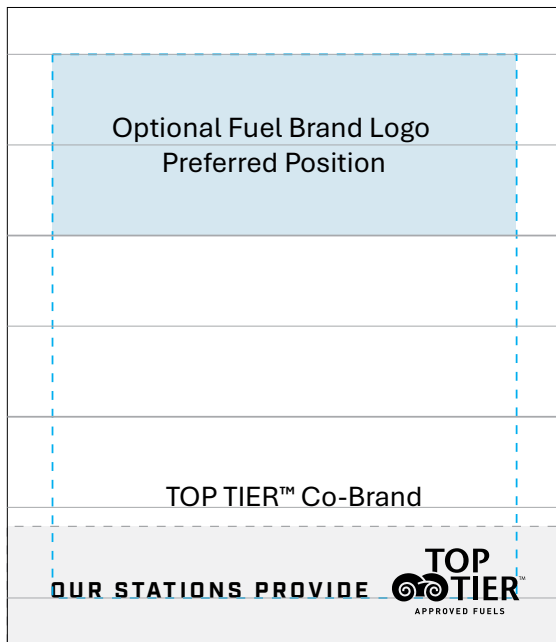 Optional Fuel Brand Logo
Preferred Position
TOP TIER™ Co-Brand
OUR STATIONS PROVIDE
TOP
TIER™
APPROVED FUELS